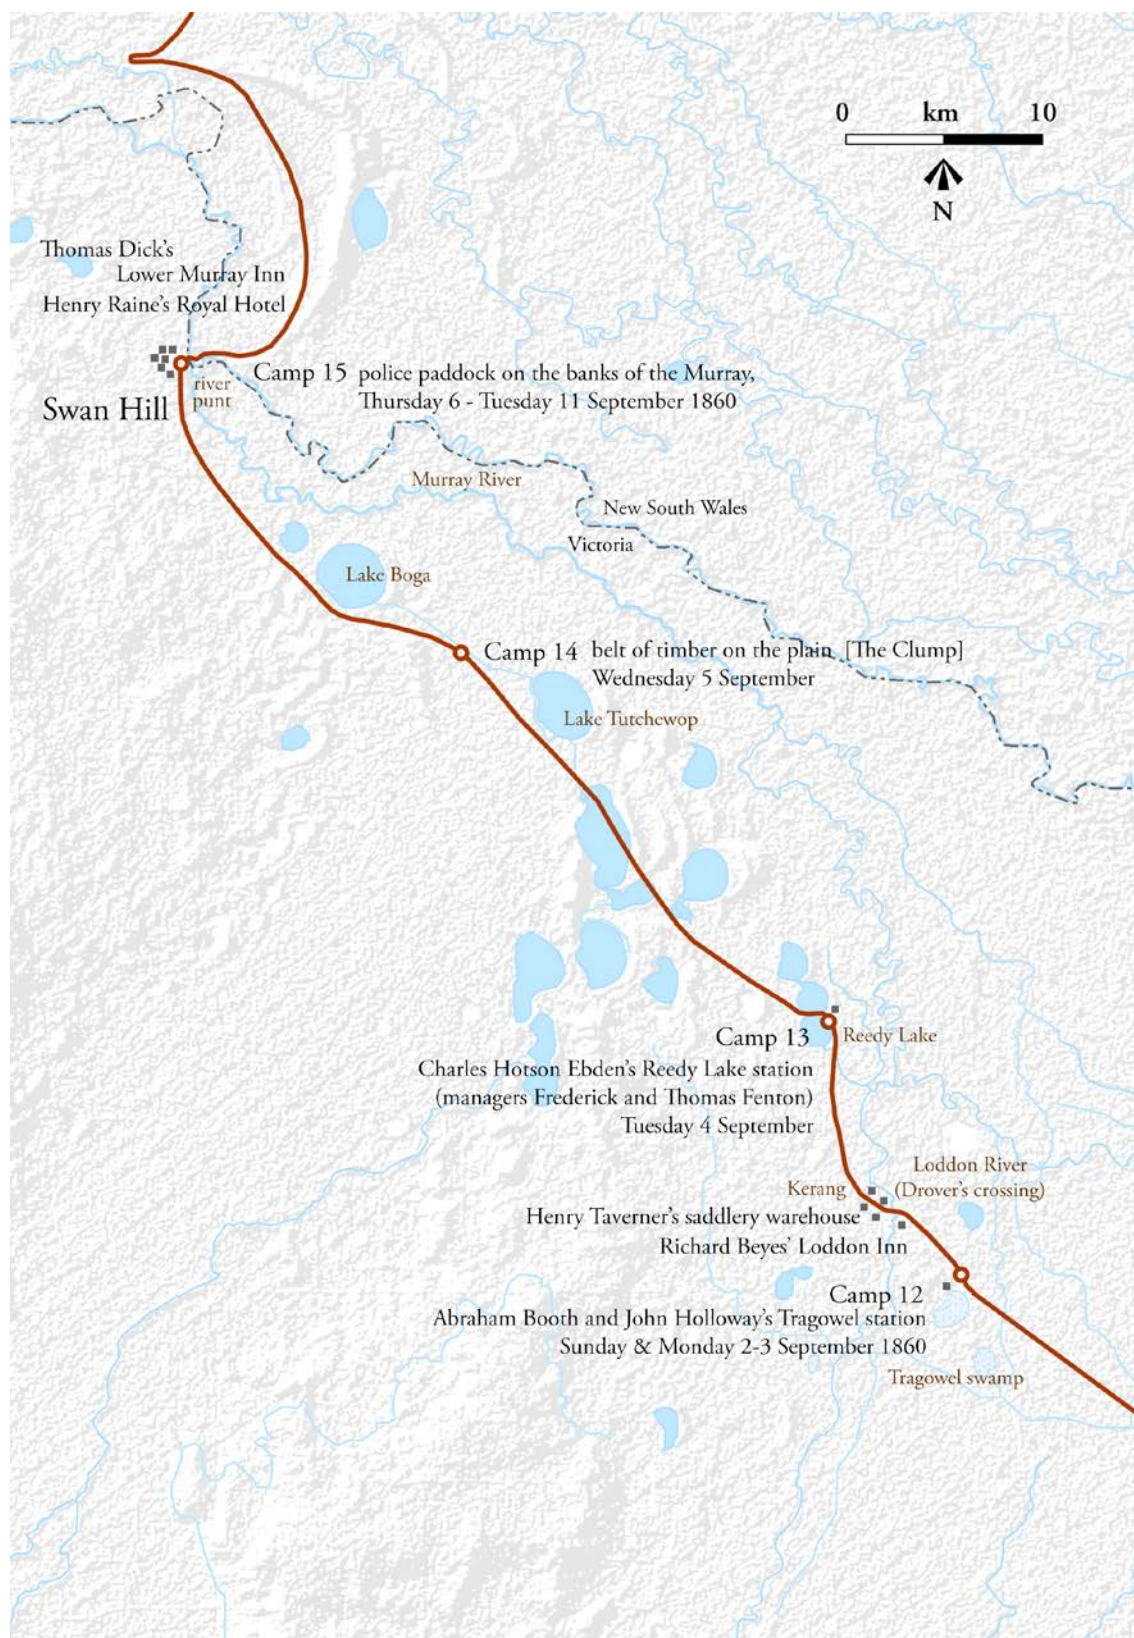 0 km 10
N
Thomas Dick's
Lower Murray Inn
Henry Raine's Royal Hotel
Camp 15 police paddock on the banks of the Murray,
Thursday 6 - Tuesday 11 September 1860
river
punt
Swan Hill
Murray River
New South Wales
Victoria
Lake Boga
Camp 14 belt of timber on the plain [The Clump]
Wednesday 5 September
Lake Tutchewop
Camp 13
Reedy Lake
Charles Hotson Ebden's Reedy Lake station
(managers Frederick and Thomas Fenton)
Tuesday 4 September
Loddon River
(Drover's crossing)
Kerang
Henry Taverner's saddlery warehouse
Richard Beyes' Loddon Inn
Camp 12
Abraham Booth and John Holloway's Tragowel station
Sunday & Monday 2-3 September 1860
Tragowel swamp